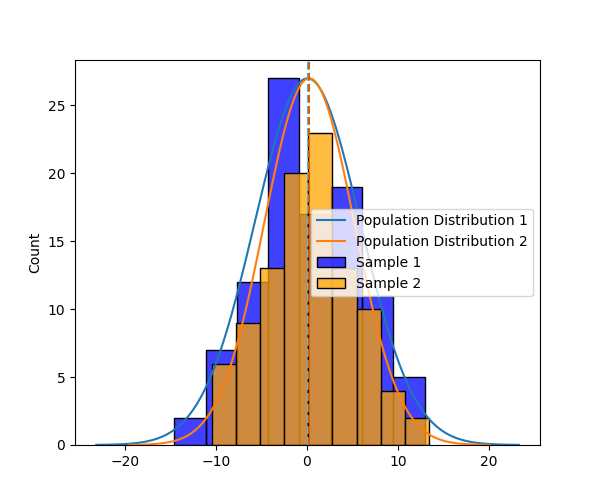 25
20
15
10
5
0
Count
Population Distribution 1
Population Distribution 2
Sample 1
Sample 2
−20 −10 0 10 20